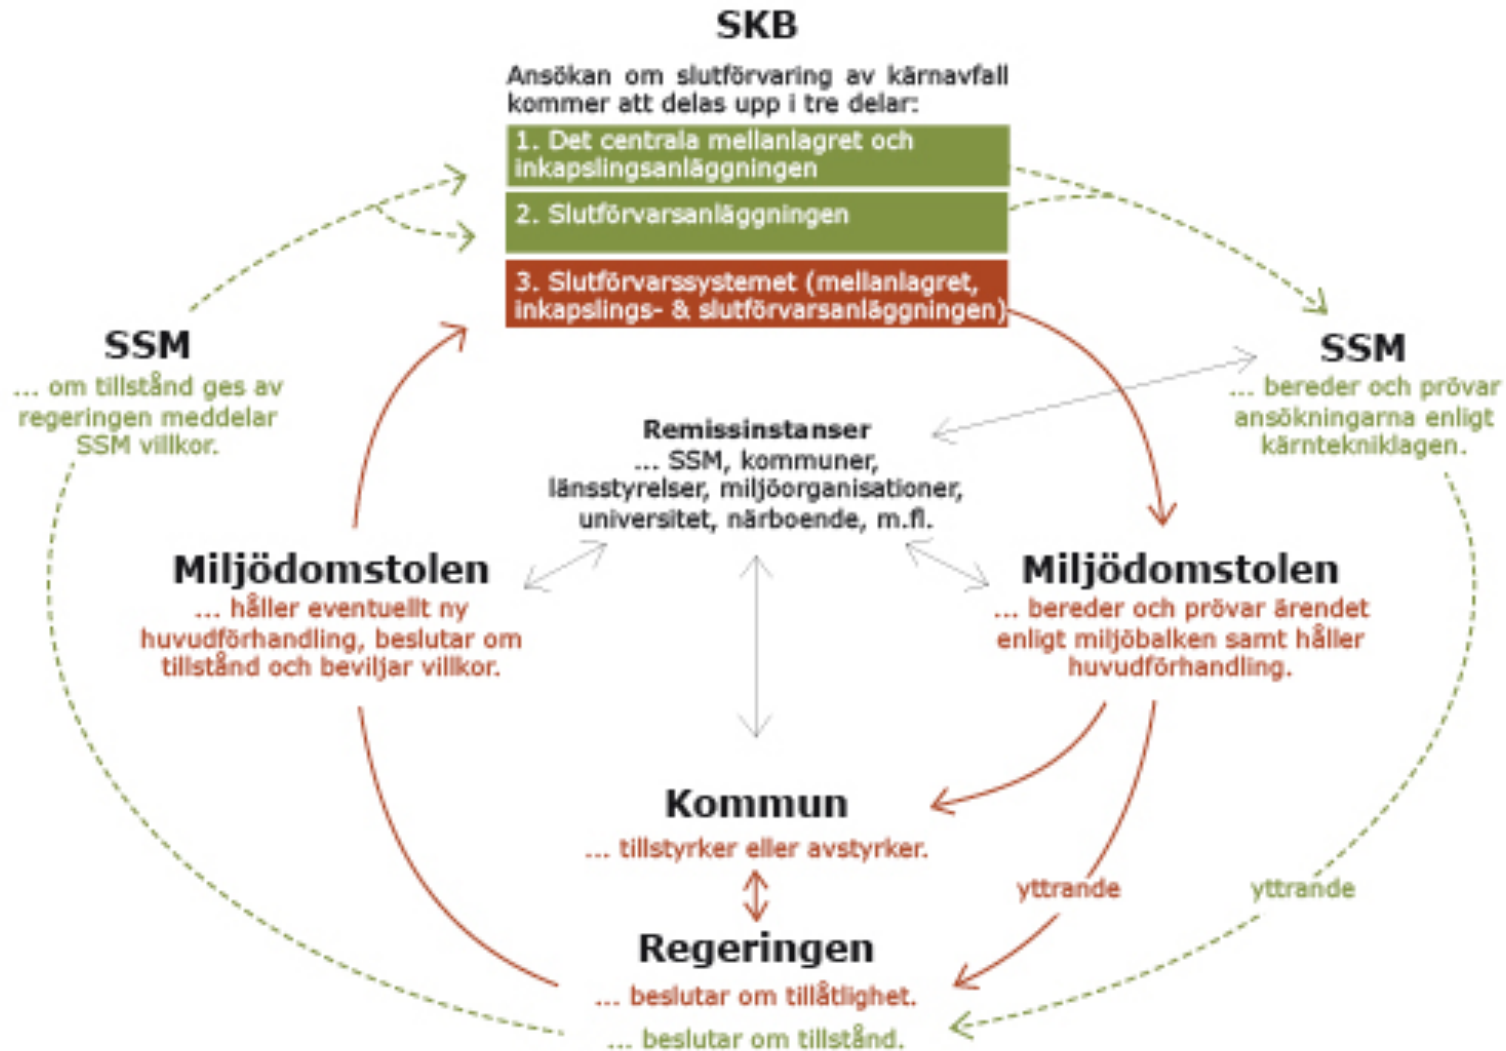 SKB
Ansökan om slutförvaring av kärnavfall
kommer att delas upp i tre delar:
1. Det centrala mellanlagret och
inkapslingsanläggningen
2. Slutförvarsanläggningen
3. Slutförvarssystemet (mellanlagret,
inkapslings- & slutförvarsanläggningen)
SSM
... om tillstånd ges av
regeringen meddelar
SSM villkor.
SSM
... bereder och prövar
ansökningarna enligt
kärntekniklagen.
Remissinstanser
... SSM, kommuner,
länsstyrelser, miljöorganisationer,
universitet, närboende, m.fl.
Miljödomstolen
... håller eventuellt ny
huvudförhandling, beslutar om
tillstånd och beviljar villkor.
Miljödomstolen
... bereder och prövar ärendet
enligt miljöbalken samt håller
huvudförhandling.
Kommun
... tillstyrker eller avstyrker.
yttrande
yttrande
Regeringen
... beslutar om tillåtlighet.
... beslutar om tillstånd.